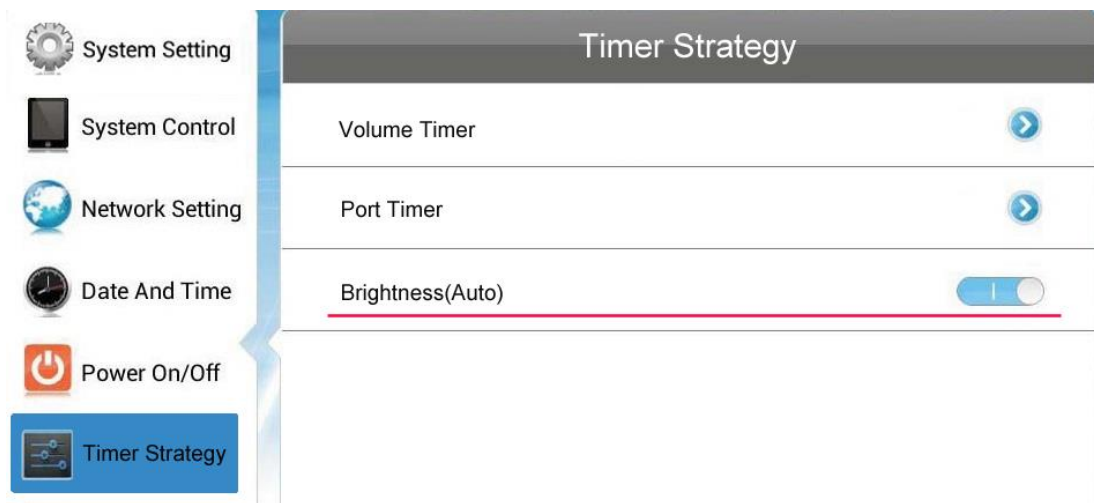 System Setting
System Control
Network Setting
Date And Time
Power On/Off
Timer Strategy
Timer Strategy
Volume Timer
Port Timer
Brightness(Auto)